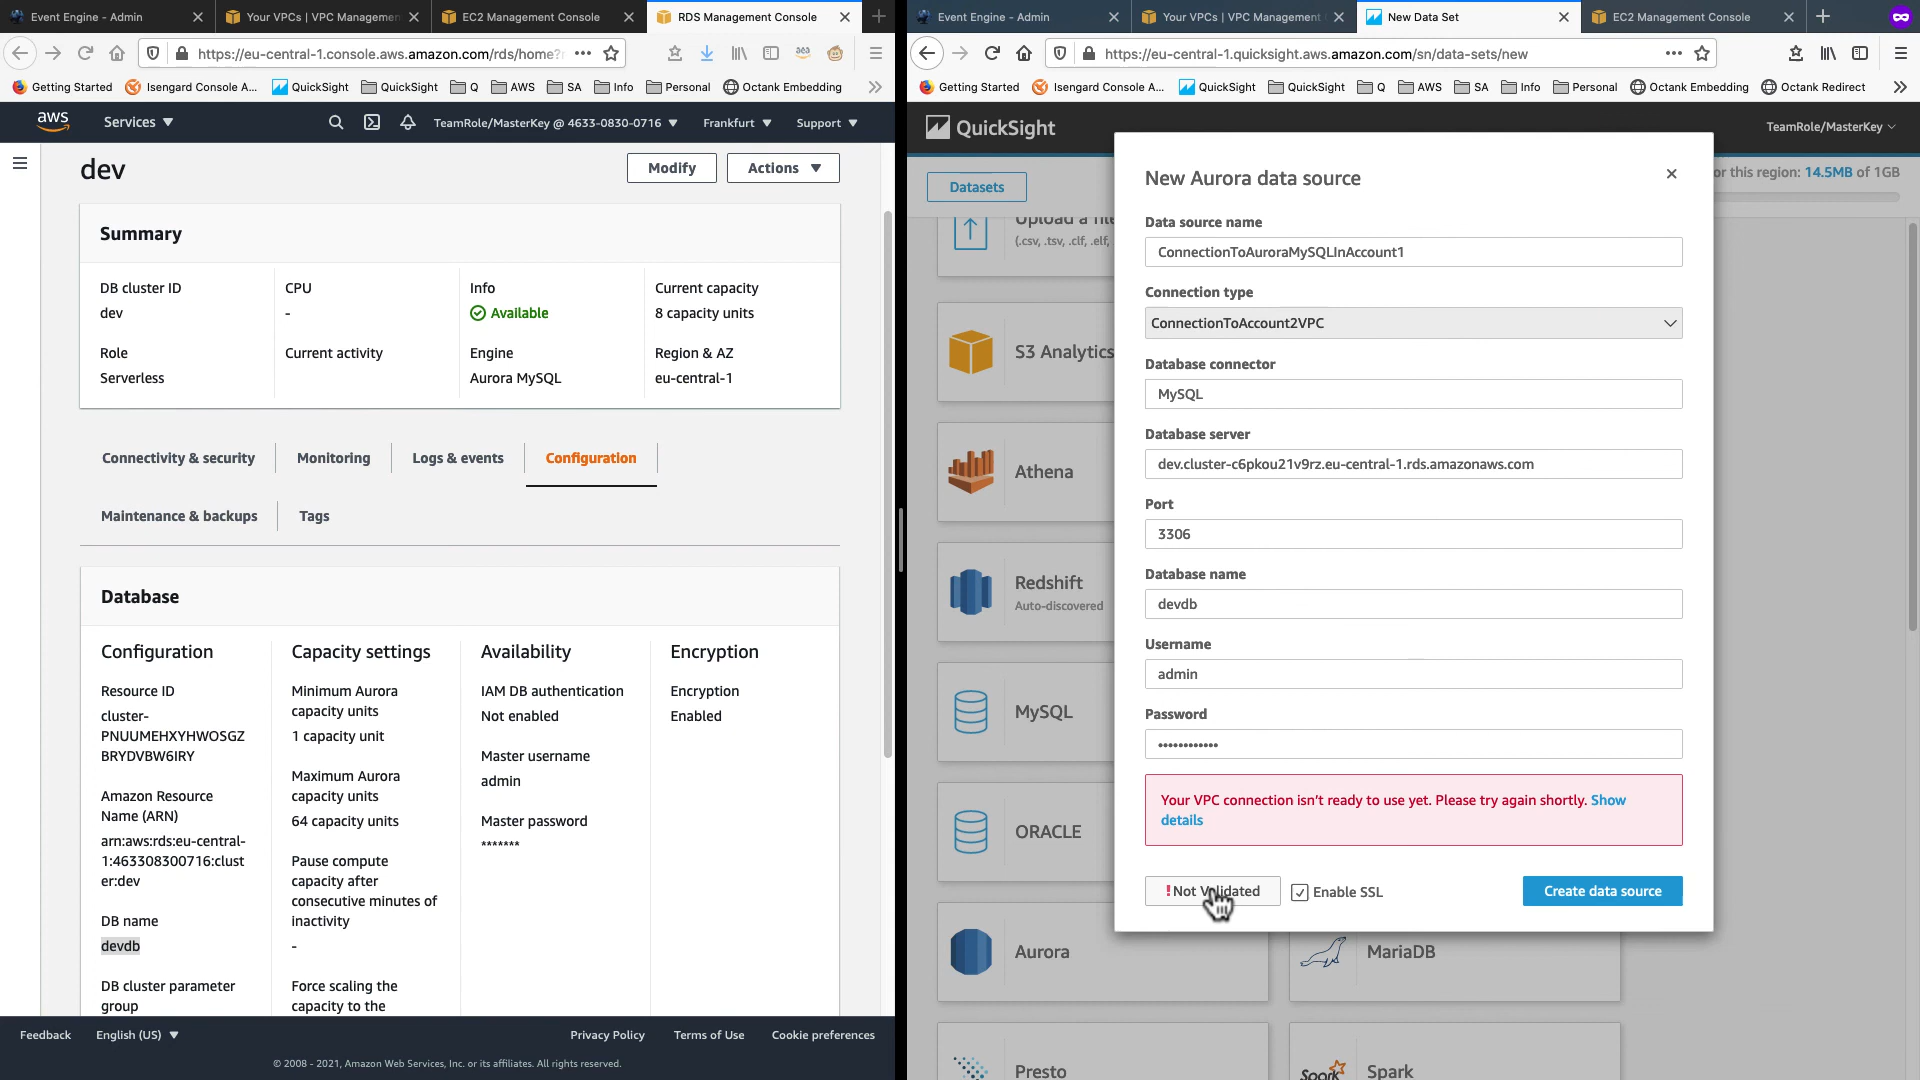 Event Engine - Admin
Your VPCs | VPC Managemen
EC2 Management Console
RDS Management Console
https://eu-central-1.console.aws.amazon.com/rds/home?
Getting Started
Isengard Console A...
QuickSight
QuickSight
Q
AWS
SA
Info
Personal
Octank Embedding
aws
Services
TeamRole/MasterKey @ 4633-0830-0716
Frankfurt
Support
dev
Modify
Actions
Summary
DB cluster ID
dev
CPU
-
Info
Available
Current capacity
8 capacity units
Role
Serverless
Current activity
Engine
Aurora MySQL
Region & AZ
eu-central-1
Connectivity & security
Monitoring
Logs & events
Configuration
Maintenance & backups
Tags
Database
Configuration
Resource ID
cluster-
PNUUMEHXYHWOSGZ
BRYDVBW6IRY
Amazon Resource
Name (ARN)
arn:aws:rds:eu-central-
1:463308300716:clust
er:dev
DB name
devdb
DB cluster parameter
group
Capacity settings
Minimum Aurora
capacity units
1 capacity unit
Maximum Aurora
capacity units
64 capacity units
Pause compute
capacity after
consecutive minutes of
inactivity
-
Force scaling the
capacity to the
Availability
IAM DB authentication
Not enabled
Master username
admin
Master password
*******
Encryption
Encryption
Enabled
Feedback
English (US)
Privacy Policy
Terms of Use
Cookie preferences
© 2008 - 2021, Amazon Web Services, Inc. or its affiliates. All rights reserved.
Event Engine - Admin
Your VPCs | VPC Management
New Data Set
EC2 Management Console
https://eu-central-1.quicksight.aws.amazon.com/sn/data-sets/new
Getting Started
Isengard Console A...
QuickSight
QuickSight
Q
AWS
SA
Info
Personal
Octank Embedding
Octank Redirect
QuickSight
TeamRole/MasterKey
Datasets
or this region: 14.5MB of 1GB
Upload a file
(.csv, .tsv, .clf, .elf,
S3 Analytics
Athena
Redshift
Auto-discovered
MySQL
ORACLE
Aurora
MariaDB
Presto
Spark
Spark
New Aurora data source
Data source name
ConnectionToAuroraMySQLInAccount1
Connection type
ConnectionToAccount2VPC
Database connector
MySQL
Database server
dev.cluster-c6pkou21v9rz.eu-central-1.rds.amazonaws.com
Port
3306
Database name
devdb
Username
admin
Password
••••••••••••
Your VPC connection isn't ready to use yet. Please try again shortly. Show
details
!Not Validated
Enable SSL
Create data source